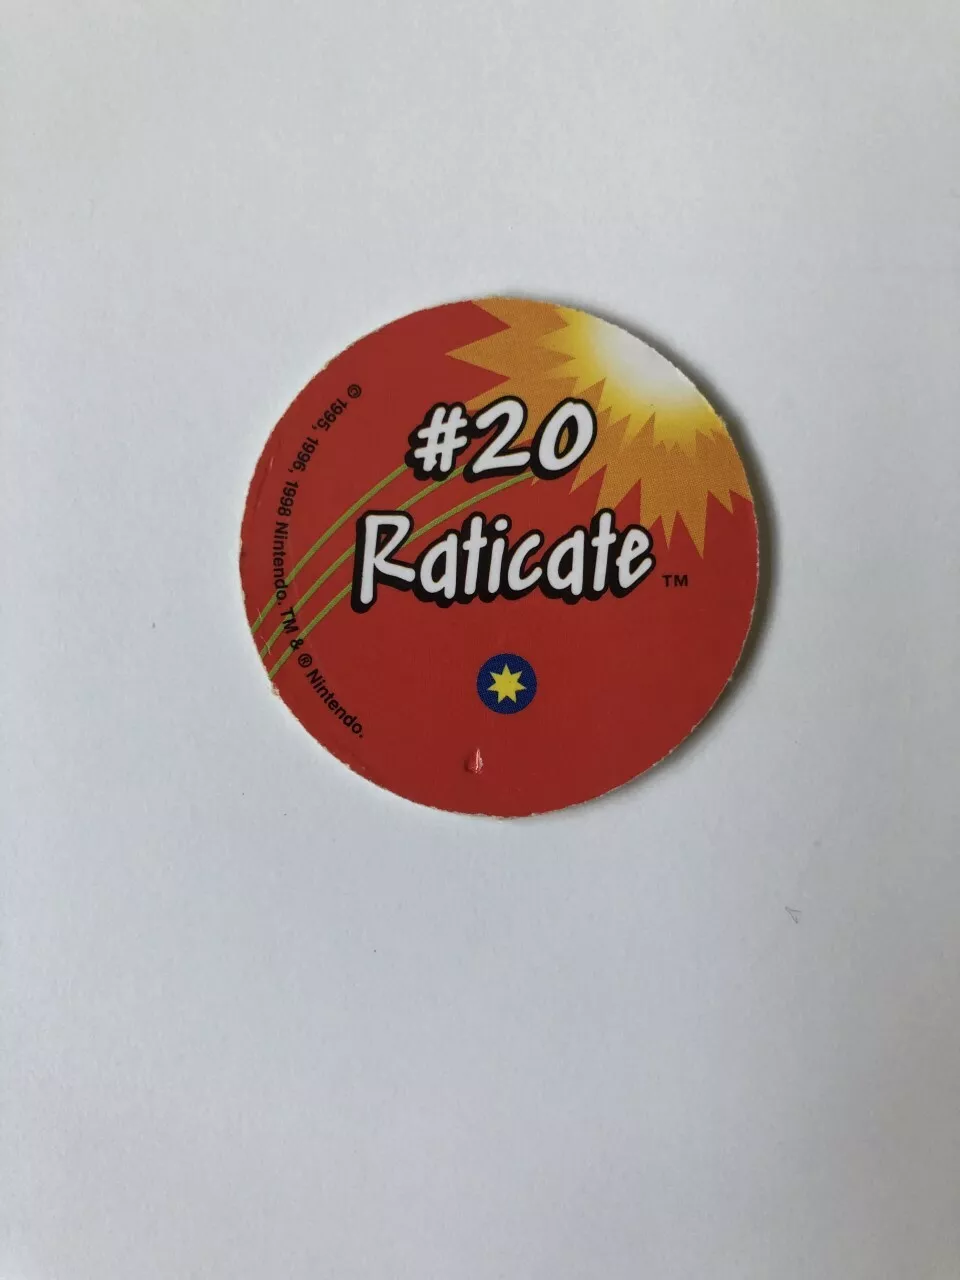 #20
Raticate™
© 1995, 1996, 1998 Nintendo. TM & ® Nintendo.